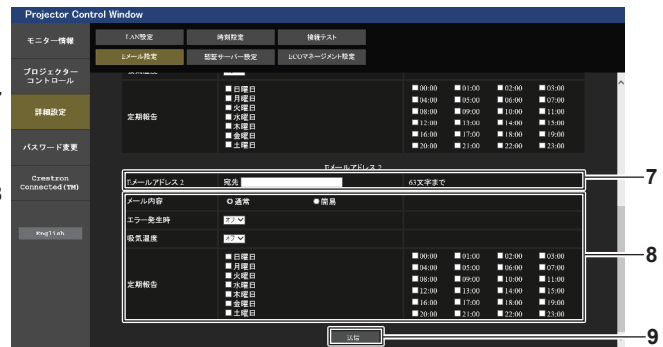 Projector Control Window
モニター情報
プロジェクター
コントロール
詳細設定
パスワード変更
Crestron
Connected(TM)
English
LAN設定 時刻設定 接続テスト
Eメール設定 認証サーバー設定 ECOマネージメント設定
定期報告
日曜日
月曜日
火曜日
水曜日
木曜日
金曜日
土曜日
00:00 01:00 02:00 03:00
04:00 05:00 06:00 07:00
08:00 09:00 10:00 11:00
12:00 13:00 14:00 15:00
16:00 17:00 18:00 19:00
20:00 21:00 22:00 23:00
Eメールアドレス 2
Eメールアドレス 2 宛先 63文字まで
7
メール内容 通常 簡易
エラー発生時 オフ
吸気温度 オフ
8
定期報告
日曜日
月曜日
火曜日
水曜日
木曜日
金曜日
土曜日
00:00 01:00 02:00 03:00
04:00 05:00 06:00 07:00
08:00 09:00 10:00 11:00
12:00 13:00 14:00 15:00
16:00 17:00 18:00 19:00
20:00 21:00 22:00 23:00
送信
9